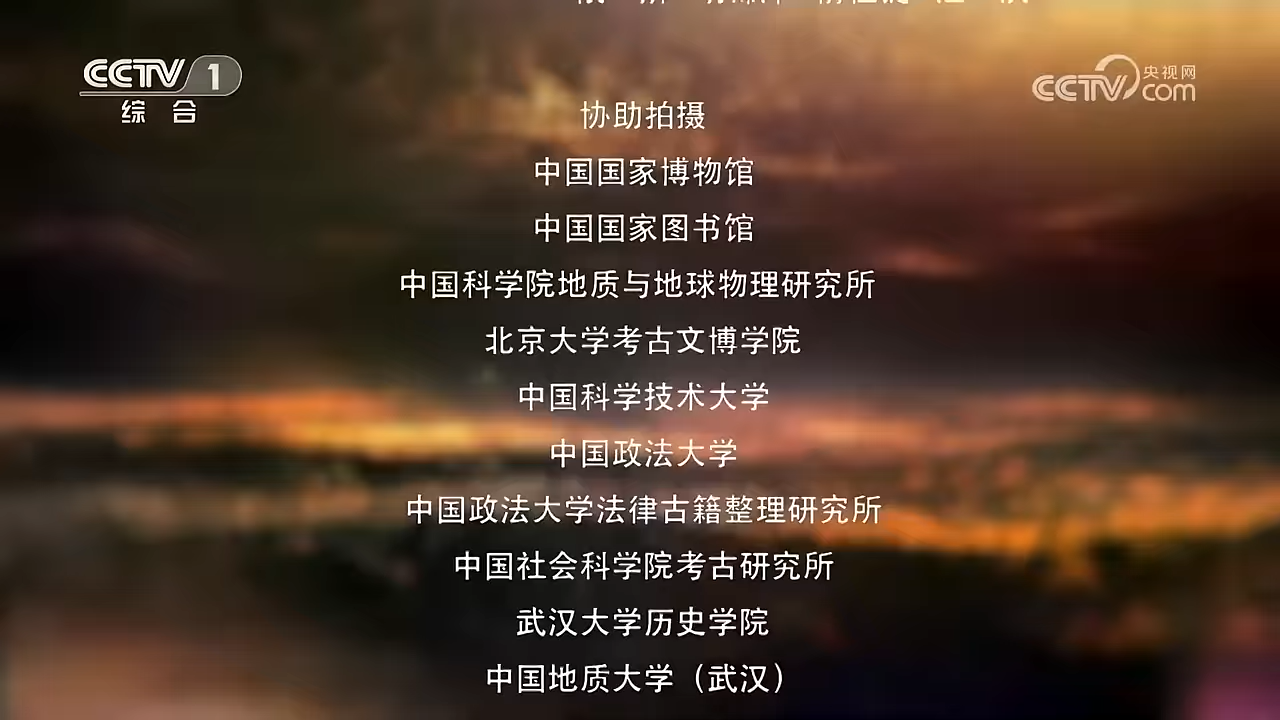 CCTV 1
综合
央视网
CCTV com
协助拍摄
中国国家博物馆
中国国家图书馆
中国科学院地质与地球物理研究所
北京大学考古文博学院
中国科学技术大学
中国政法大学
中国政法大学法律古籍整理研究所
中国社会科学院考古研究所
武汉大学历史学院
中国地质大学（武汉）